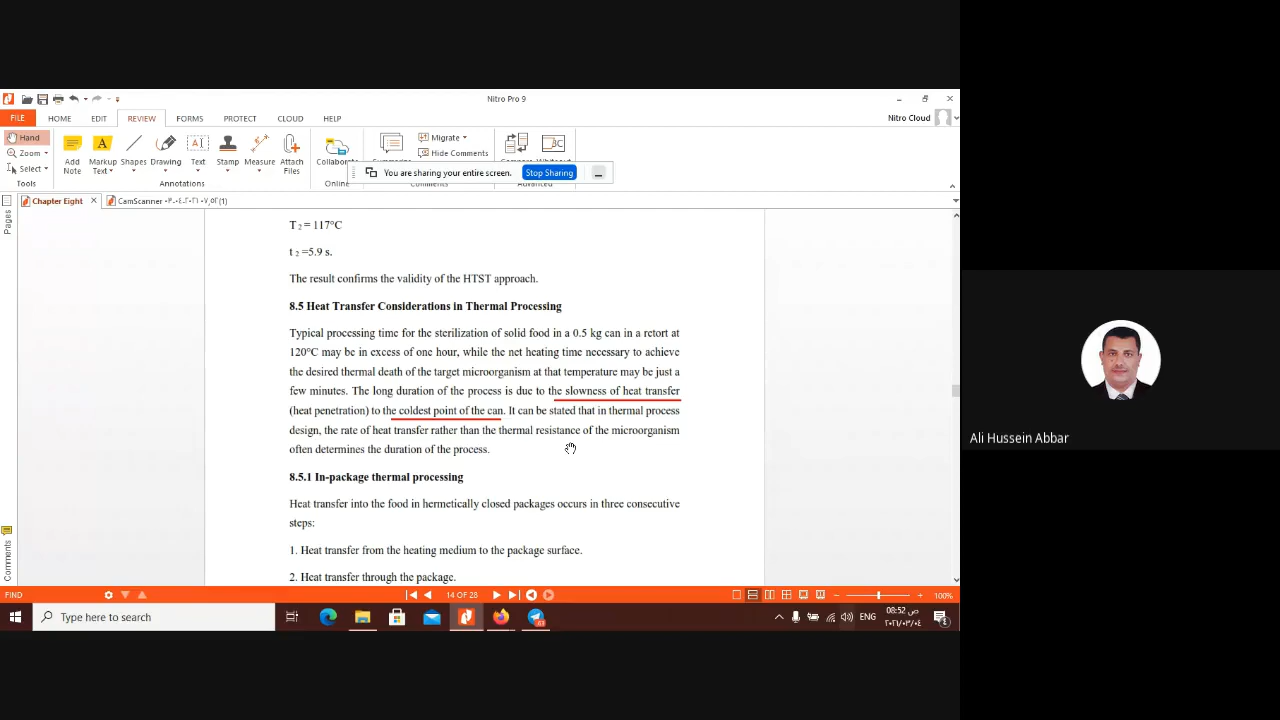 Nitro Pro 9
FILE HOME EDIT REVIEW FORMS PROTECT CLOUD HELP
Nitro Cloud
Hand
Zoom
Select
Tools
Add Note
Markup Text
Shapes
Drawing
Text
Stamp
Measure
Attach Files
Annotations
Collaborate
Online
Migrate
Hide Comments
You are sharing your entire screen. Stop Sharing
Advanced
Chapter Eight
Pages
T 2 = 117°C
t 2 =5.9 s.
The result confirms the validity of the HTST approach.
8.5 Heat Transfer Considerations in Thermal Processing
Typical processing time for the sterilization of solid food in a 0.5 kg can in a retort at
120°C may be in excess of one hour, while the net heating time necessary to achieve
the desired thermal death of the target microorganism at that temperature may be just a
few minutes. The long duration of the process is due to the slowness of heat transfer
(heat penetration) to the coldest point of the can. It can be stated that in thermal process
design, the rate of heat transfer rather than the thermal resistance of the microorganism
often determines the duration of the process.
8.5.1 In-package thermal processing
Heat transfer into the food in hermetically closed packages occurs in three consecutive
steps:
1. Heat transfer from the heating medium to the package surface.
2. Heat transfer through the package.
Comments
FIND
14 OF 28
100%
Type here to search
ENG
08:52 ص
٢٠٢١/٠٣/٠٤
Ali Hussein Abbar